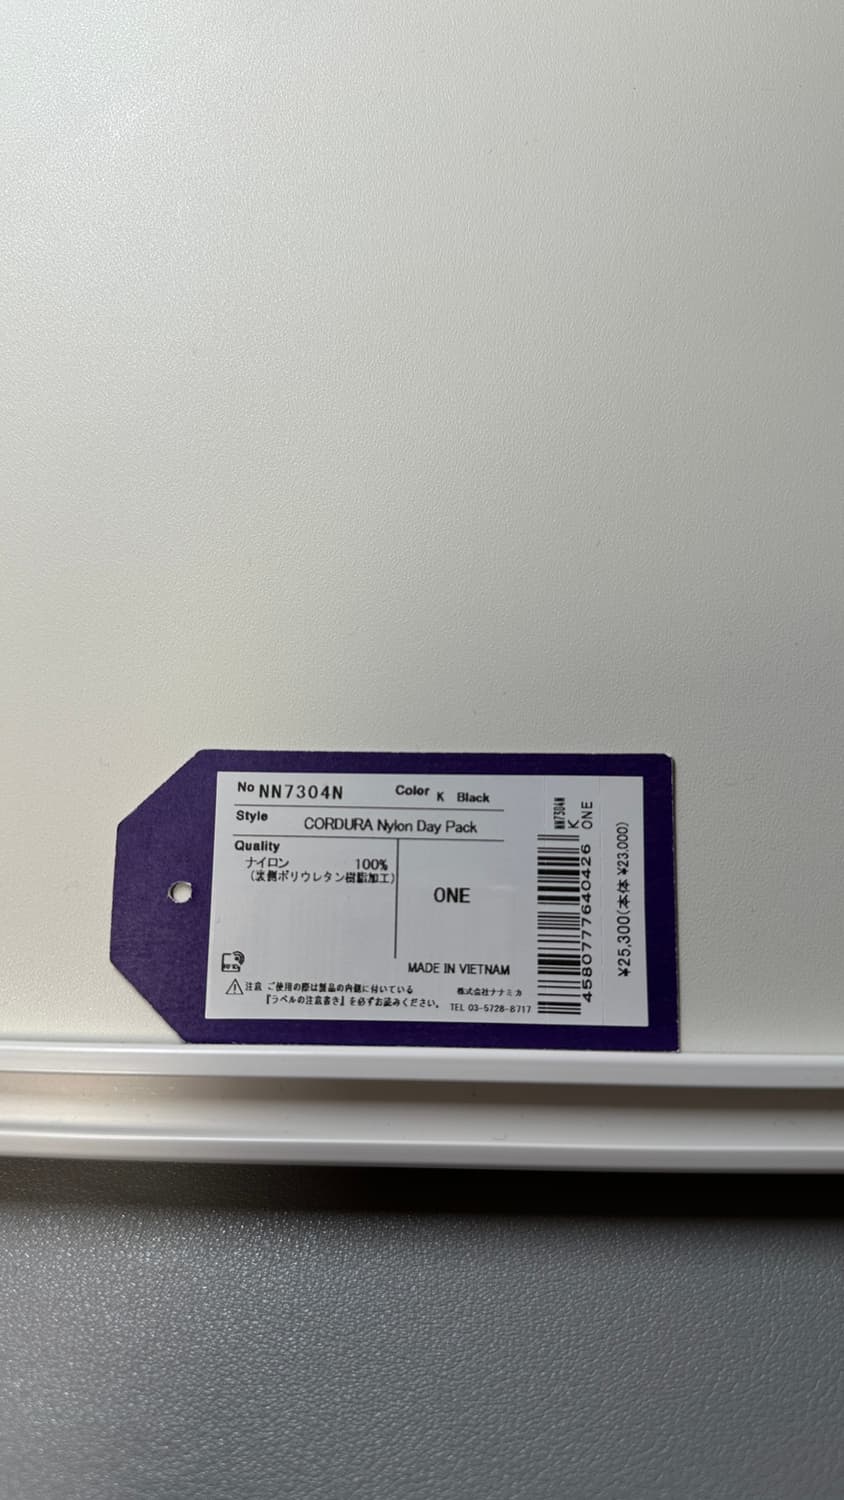 No NN7304N Color K Black
Style CORDURA Nylon Day Pack
Quality
ナイロン 100%
(裏側ポリウレタン樹脂加工)
ONE
MADE IN VIETNAM
⚠注意 ご使用の際は製品の内側に付いている
『ラベルの注意書き』を必ずお読みください。
株式会社ナナミカ
TEL 03-5728-8717
NN7304N
K ONE
4580777640426
¥25,300(本体 ¥23,000)